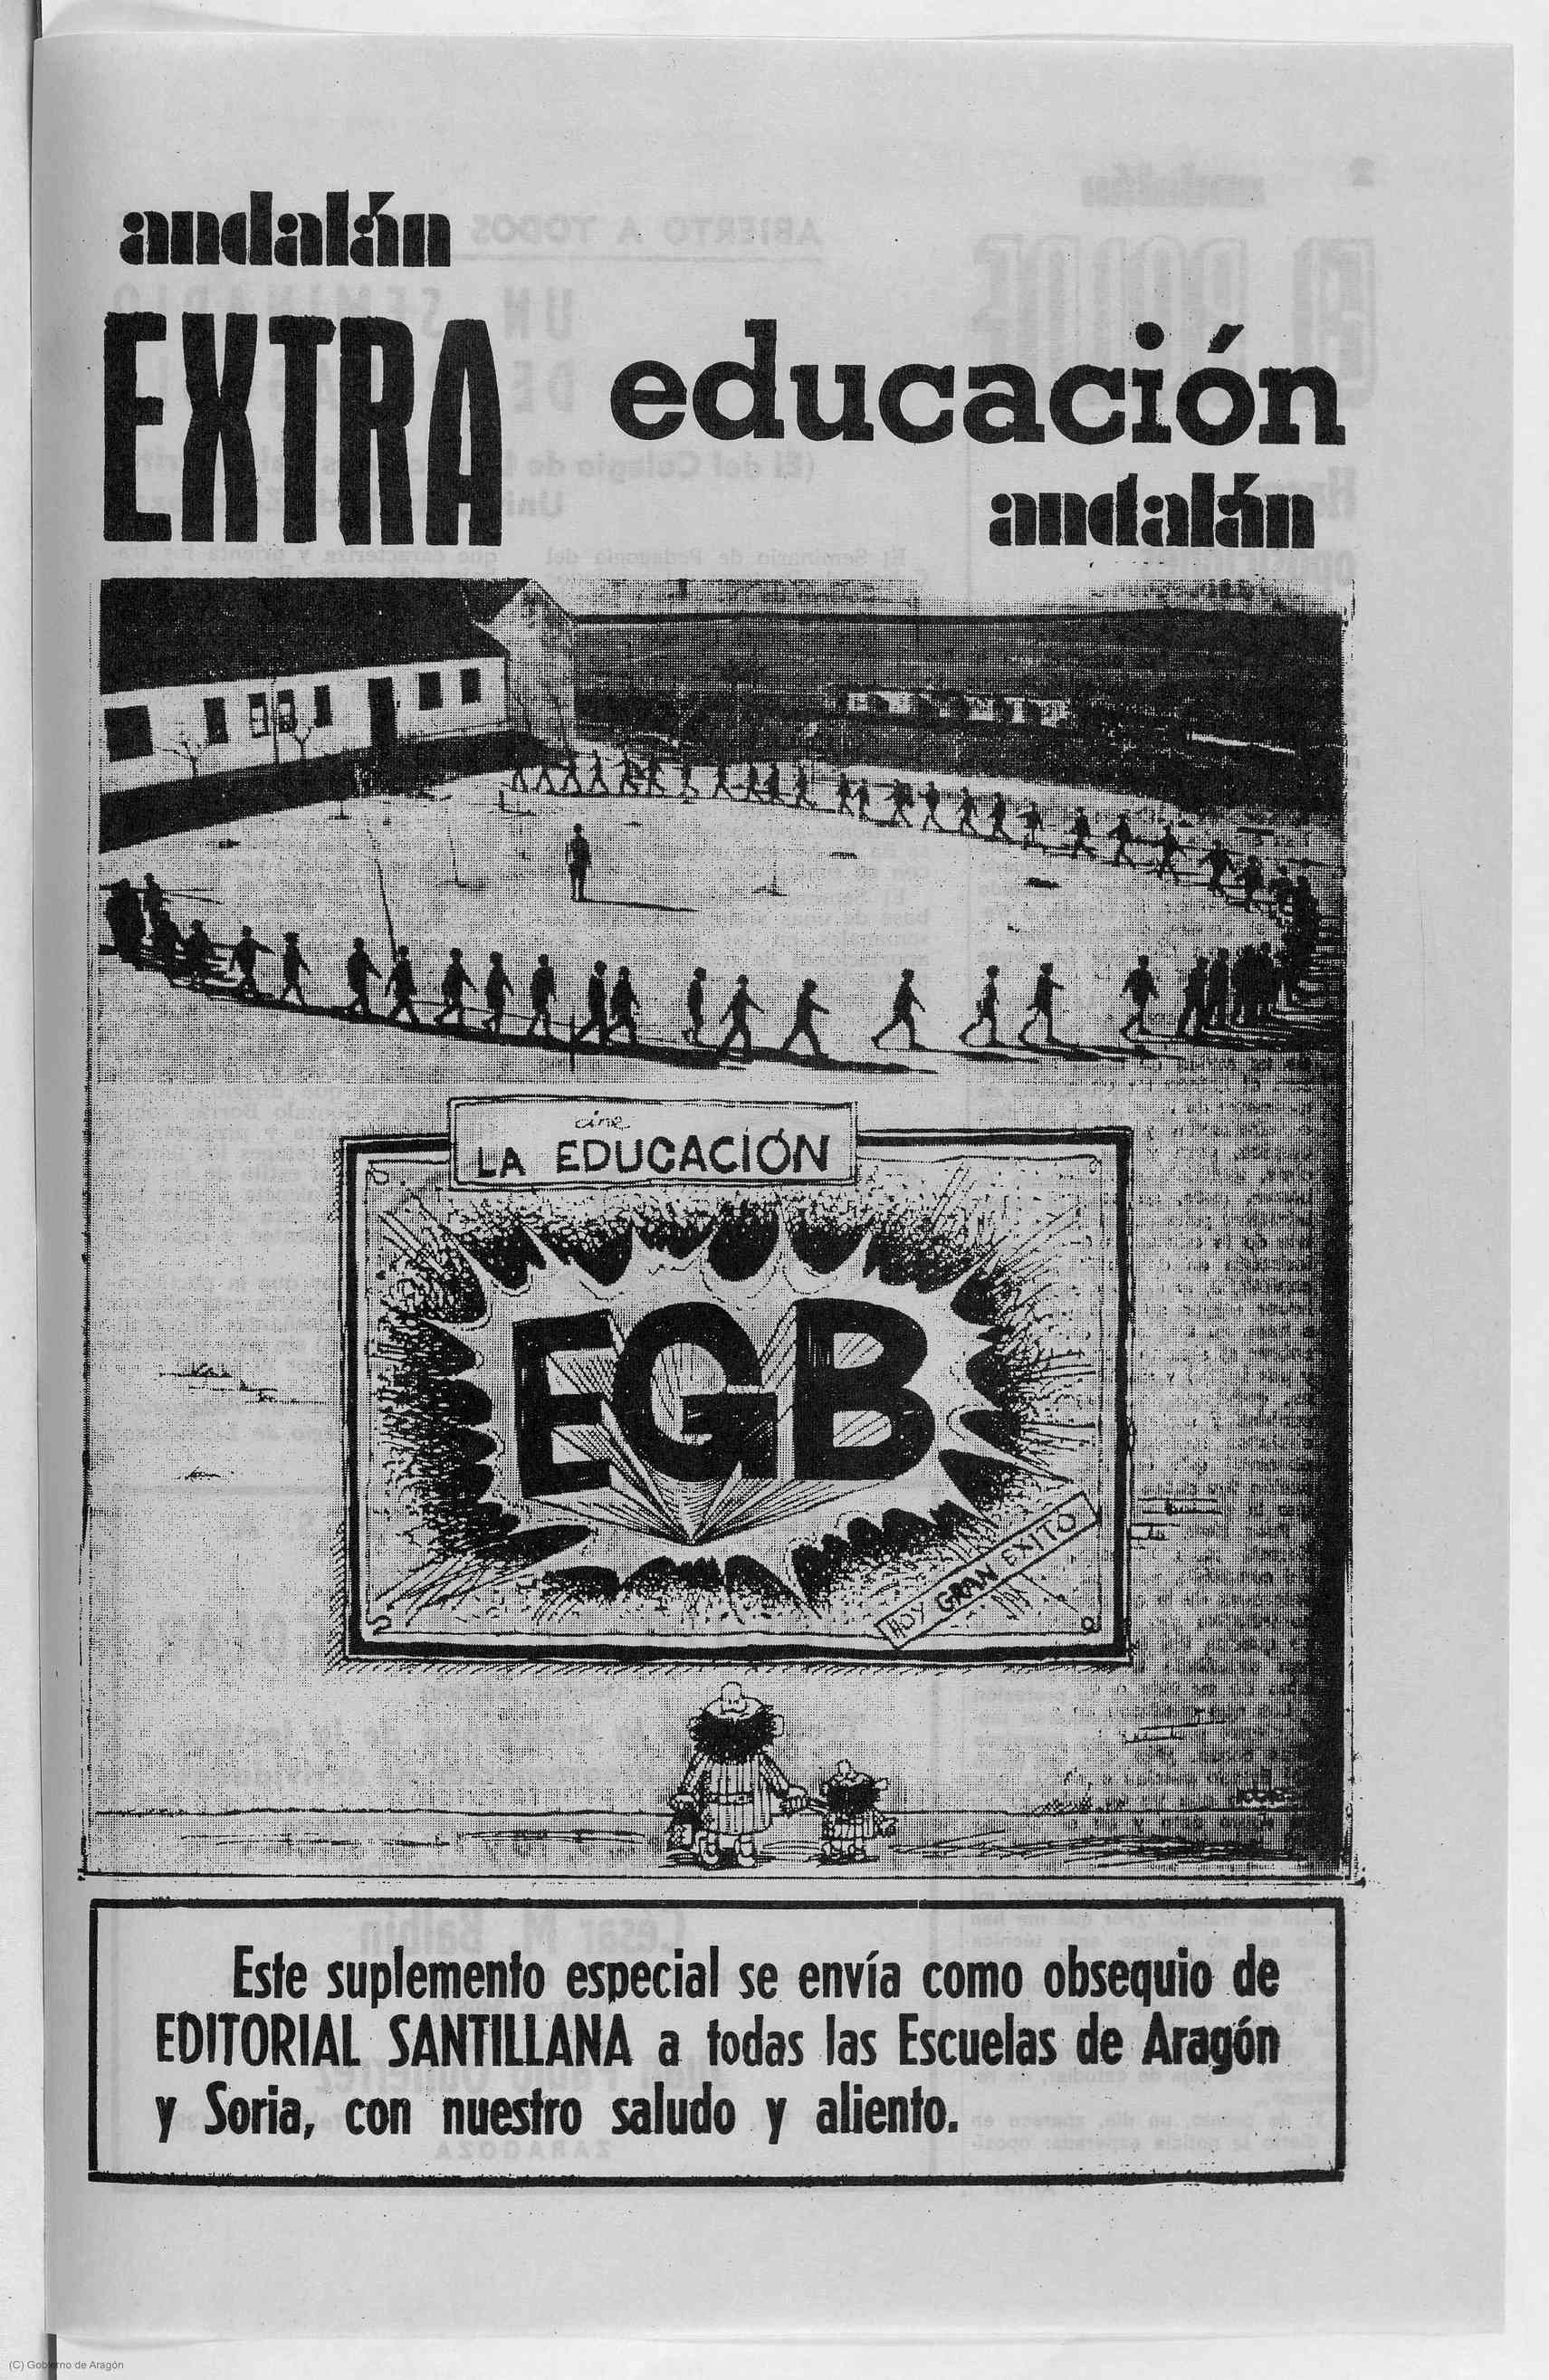 andalán
EXTRA educación
andalán
cine
LA EDUCACIÓN
EGB
HOY GRAN EXITO
Este suplemento especial se envía como obsequio de
EDITORIAL SANTILLANA a todas las Escuelas de Aragón
y Soria, con nuestro saludo y aliento.
(C) Gobierno de Aragón